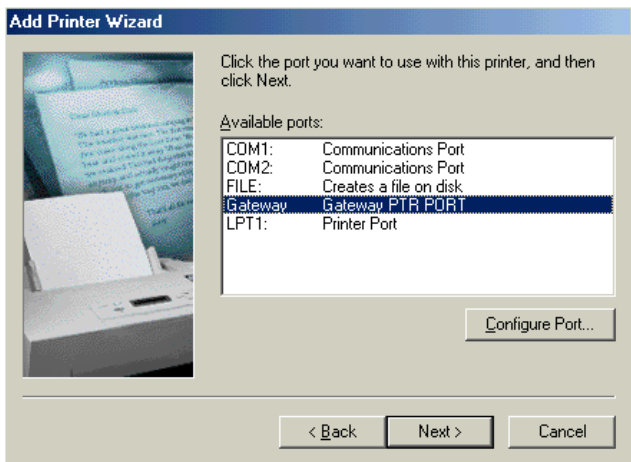 Add Printer Wizard
Click the port you want to use with this printer, and then
click Next.
Available ports:
COM1: Communications Port
COM2: Communications Port
FILE: Creates a file on disk
Gateway Gateway PTR PORT
LPT1: Printer Port
Configure Port...
< Back Next > Cancel